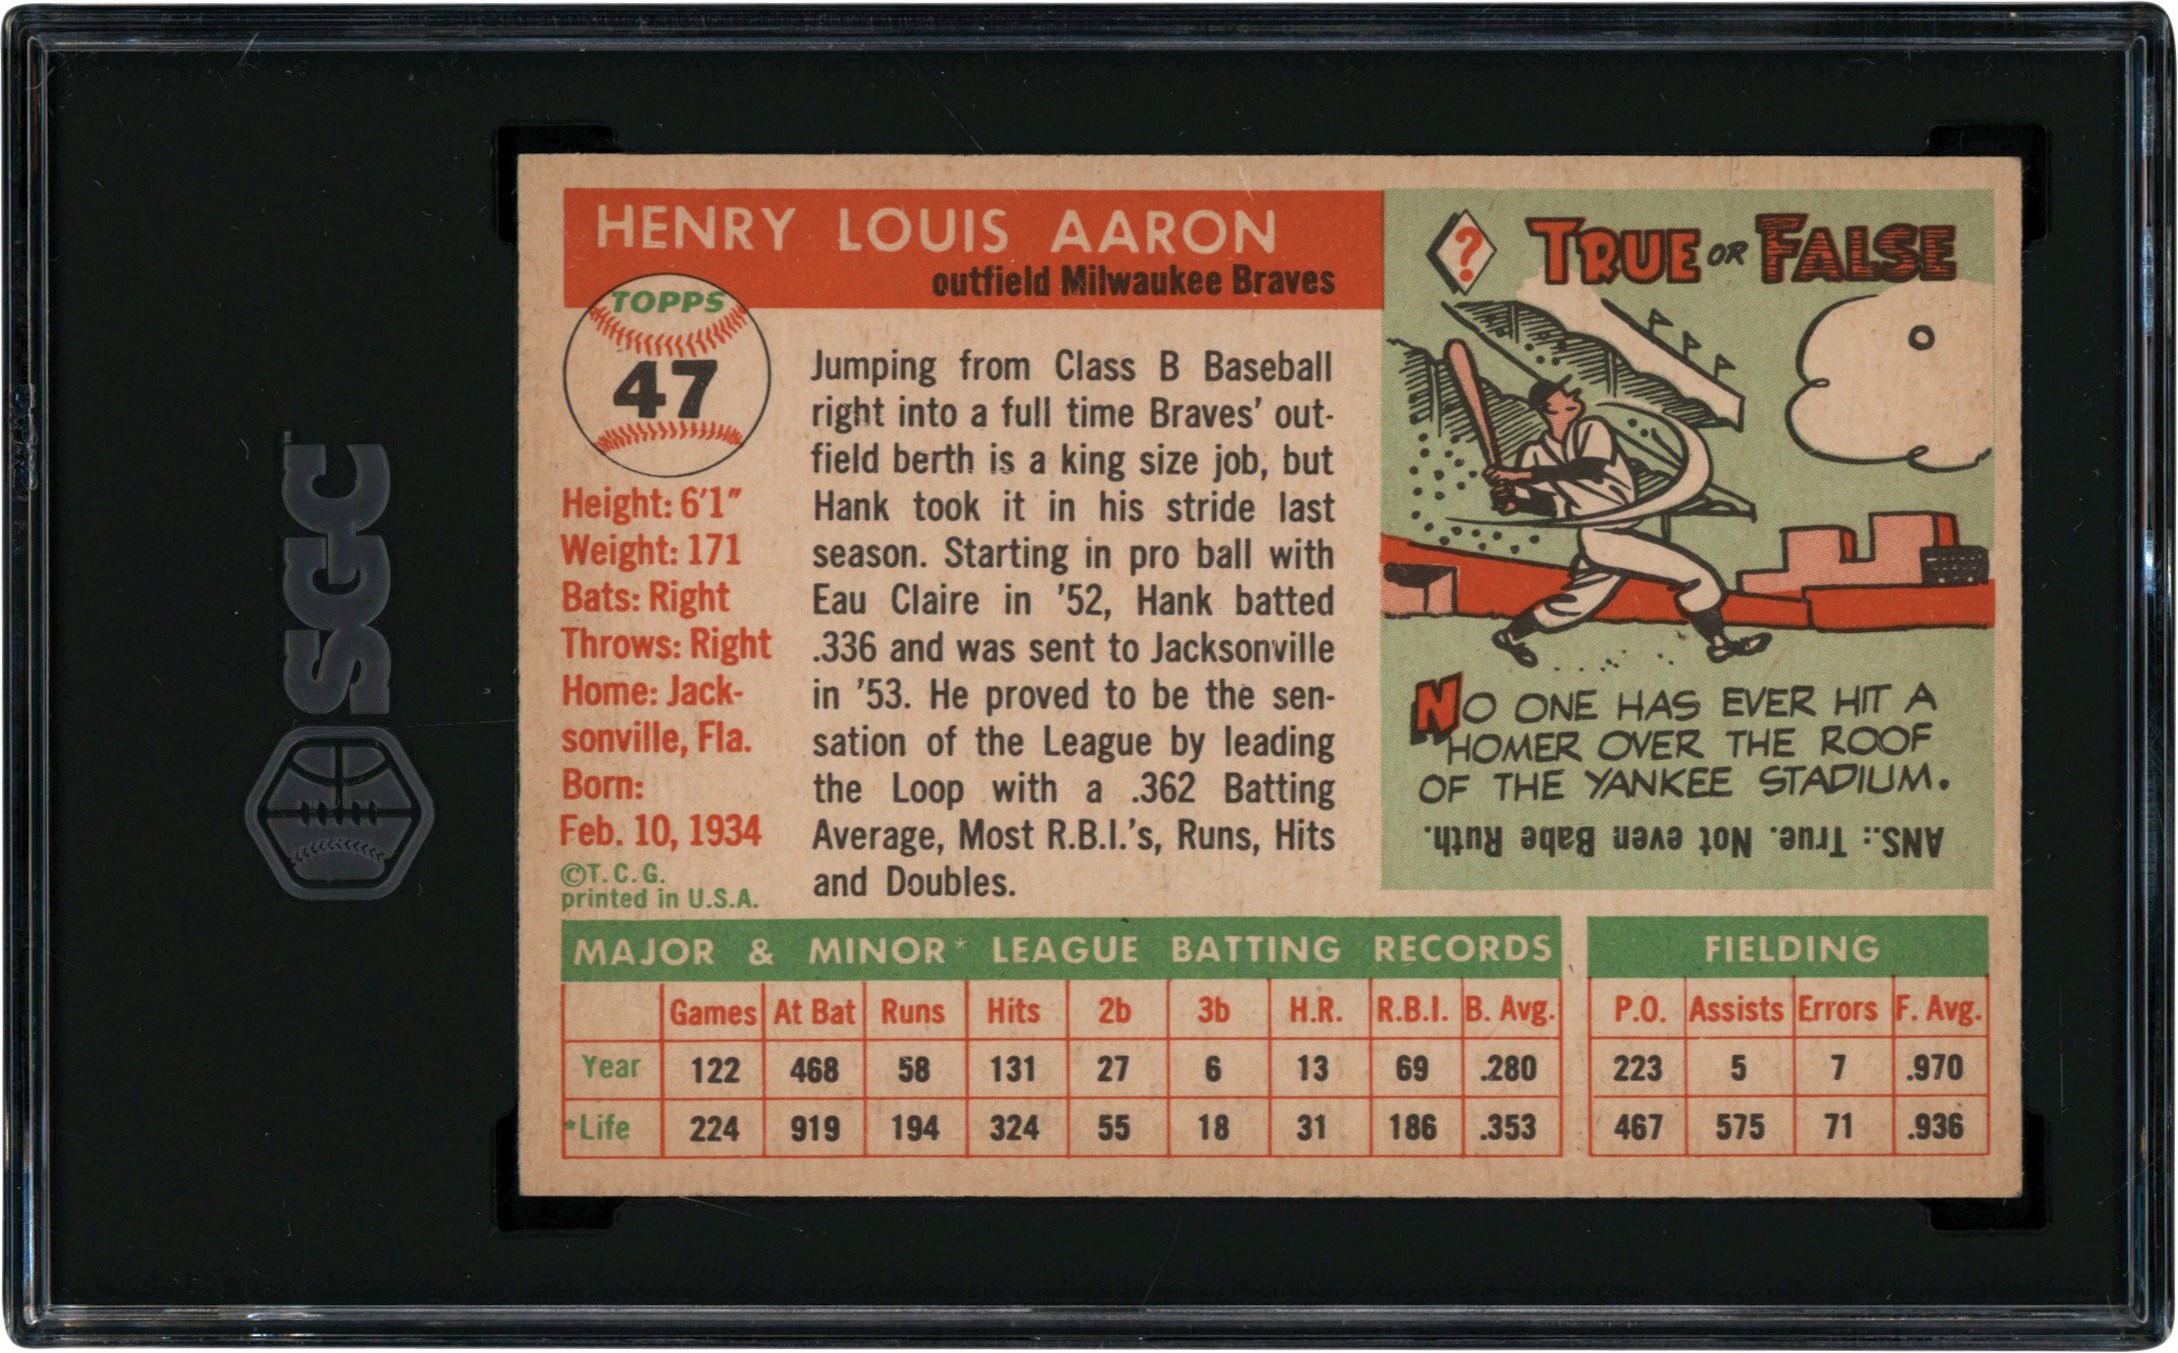 SGC
HENRY LOUIS AARON
outfield Milwaukee Braves
TOPPS
47
Height: 6'1"
Weight: 171
Bats: Right
Throws: Right
Home: Jack-
sonville, Fla.
Born:
Feb. 10, 1934
©T.C.G.
printed in U.S.A.
Jumping from Class B Baseball
right into a full time Braves' out-
field berth is a king size job, but
Hank took it in his stride last
season. Starting in pro ball with
Eau Claire in '52, Hank batted
.336 and was sent to Jacksonville
in '53. He proved to be the sen-
sation of the League by leading
the Loop with a .362 Batting
Average, Most R.B.I.'s, Runs, Hits
and Doubles.
? TRUE OR FALSE
NO ONE HAS EVER HIT A
HOMER OVER THE ROOF
OF THE YANKEE STADIUM.
ANS.: True. Not even Babe Ruth.
MAJOR & MINOR* LEAGUE BATTING RECORDS
Games At Bat Runs Hits 2b 3b H.R. R.B.I. B. Avg.
Year 122 468 58 131 27 6 13 69 .280
*Life 224 919 194 324 55 18 31 186 .353
FIELDING
P.O. Assists Errors F. Avg.
223 5 7 .970
467 575 71 .936